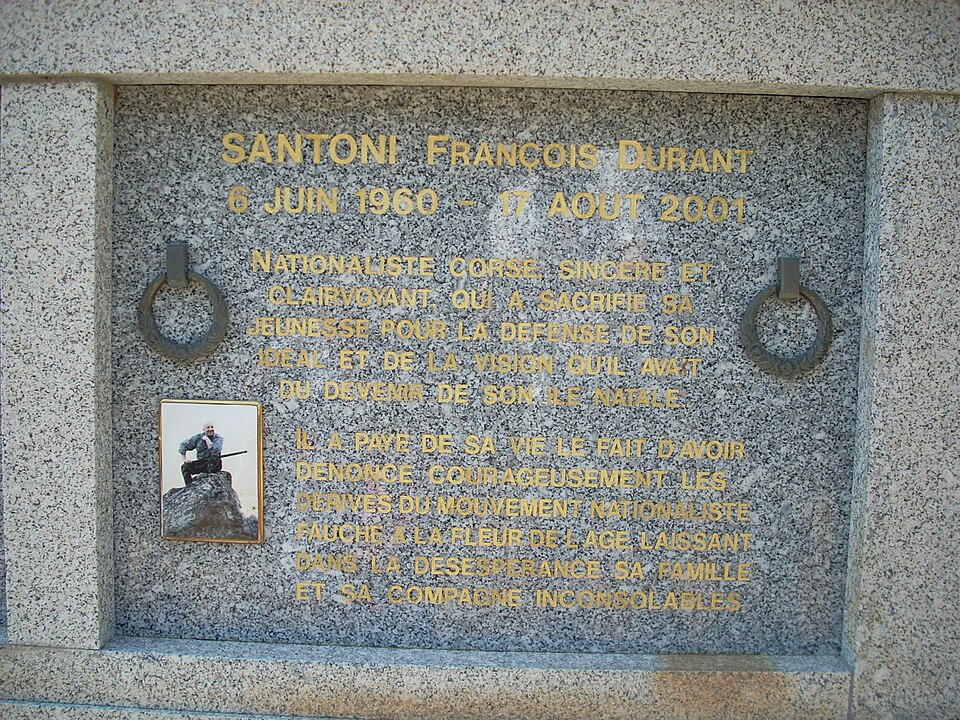 SANTONI FRANÇOIS DURANT
6 JUIN 1960 - 17 AOUT 2001
NATIONALISTE CORSE, SINCERE ET
CLAIRVOYANT, QUI A SACRIFIE SA
JEUNESSE POUR LA DEFENSE DE SON
IDEAL ET DE LA VISION QU'IL AVAIT
DU DEVENIR DE SON ILE NATALE.
IL A PAYE DE SA VIE LE FAIT D'AVOIR
DENONCE COURAGEUSEMENT LES
DERIVES DU MOUVEMENT NATIONALISTE
FAUCHE A LA FLEUR DE L'AGE, LAISSANT
DANS LA DESESPERANCE SA FAMILLE
ET SA COMPAGNE INCONSOLABLES.